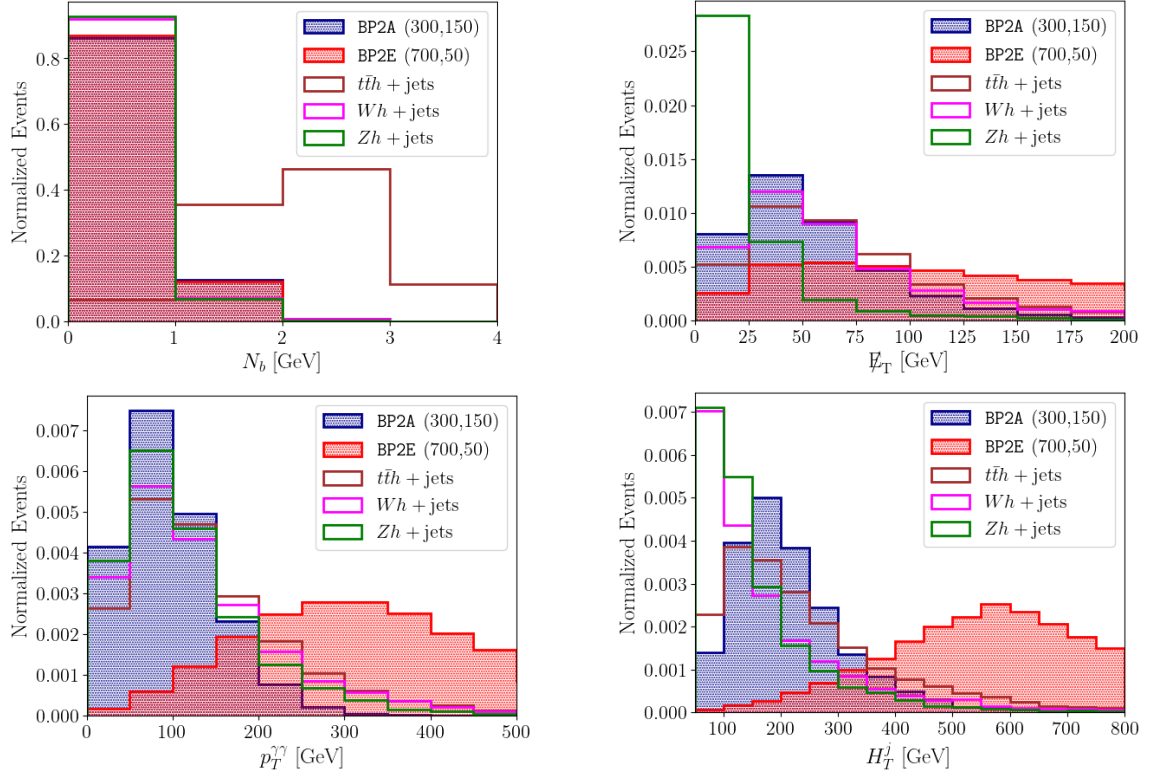 Normalized Events
0.8
0.6
0.4
0.2
0.0
0 1 2 3 4
N_b [GeV]
BP2A (300,150)
BP2E (700,50)
tt̄h + jets
Wh + jets
Zh + jets
Normalized Events
0.025
0.020
0.015
0.010
0.005
0.000
0 25 50 75 100 125 150 175 200
E̸_T [GeV]
BP2A (300,150)
BP2E (700,50)
tt̄h + jets
Wh + jets
Zh + jets
Normalized Events
0.007
0.006
0.005
0.004
0.003
0.002
0.001
0.000
0 100 200 300 400 500
p_T^γγ [GeV]
BP2A (300,150)
BP2E (700,50)
tt̄h + jets
Wh + jets
Zh + jets
Normalized Events
0.007
0.006
0.005
0.004
0.003
0.002
0.001
0.000
100 200 300 400 500 600 700 800
H_T^j [GeV]
BP2A (300,150)
BP2E (700,50)
tt̄h + jets
Wh + jets
Zh + jets